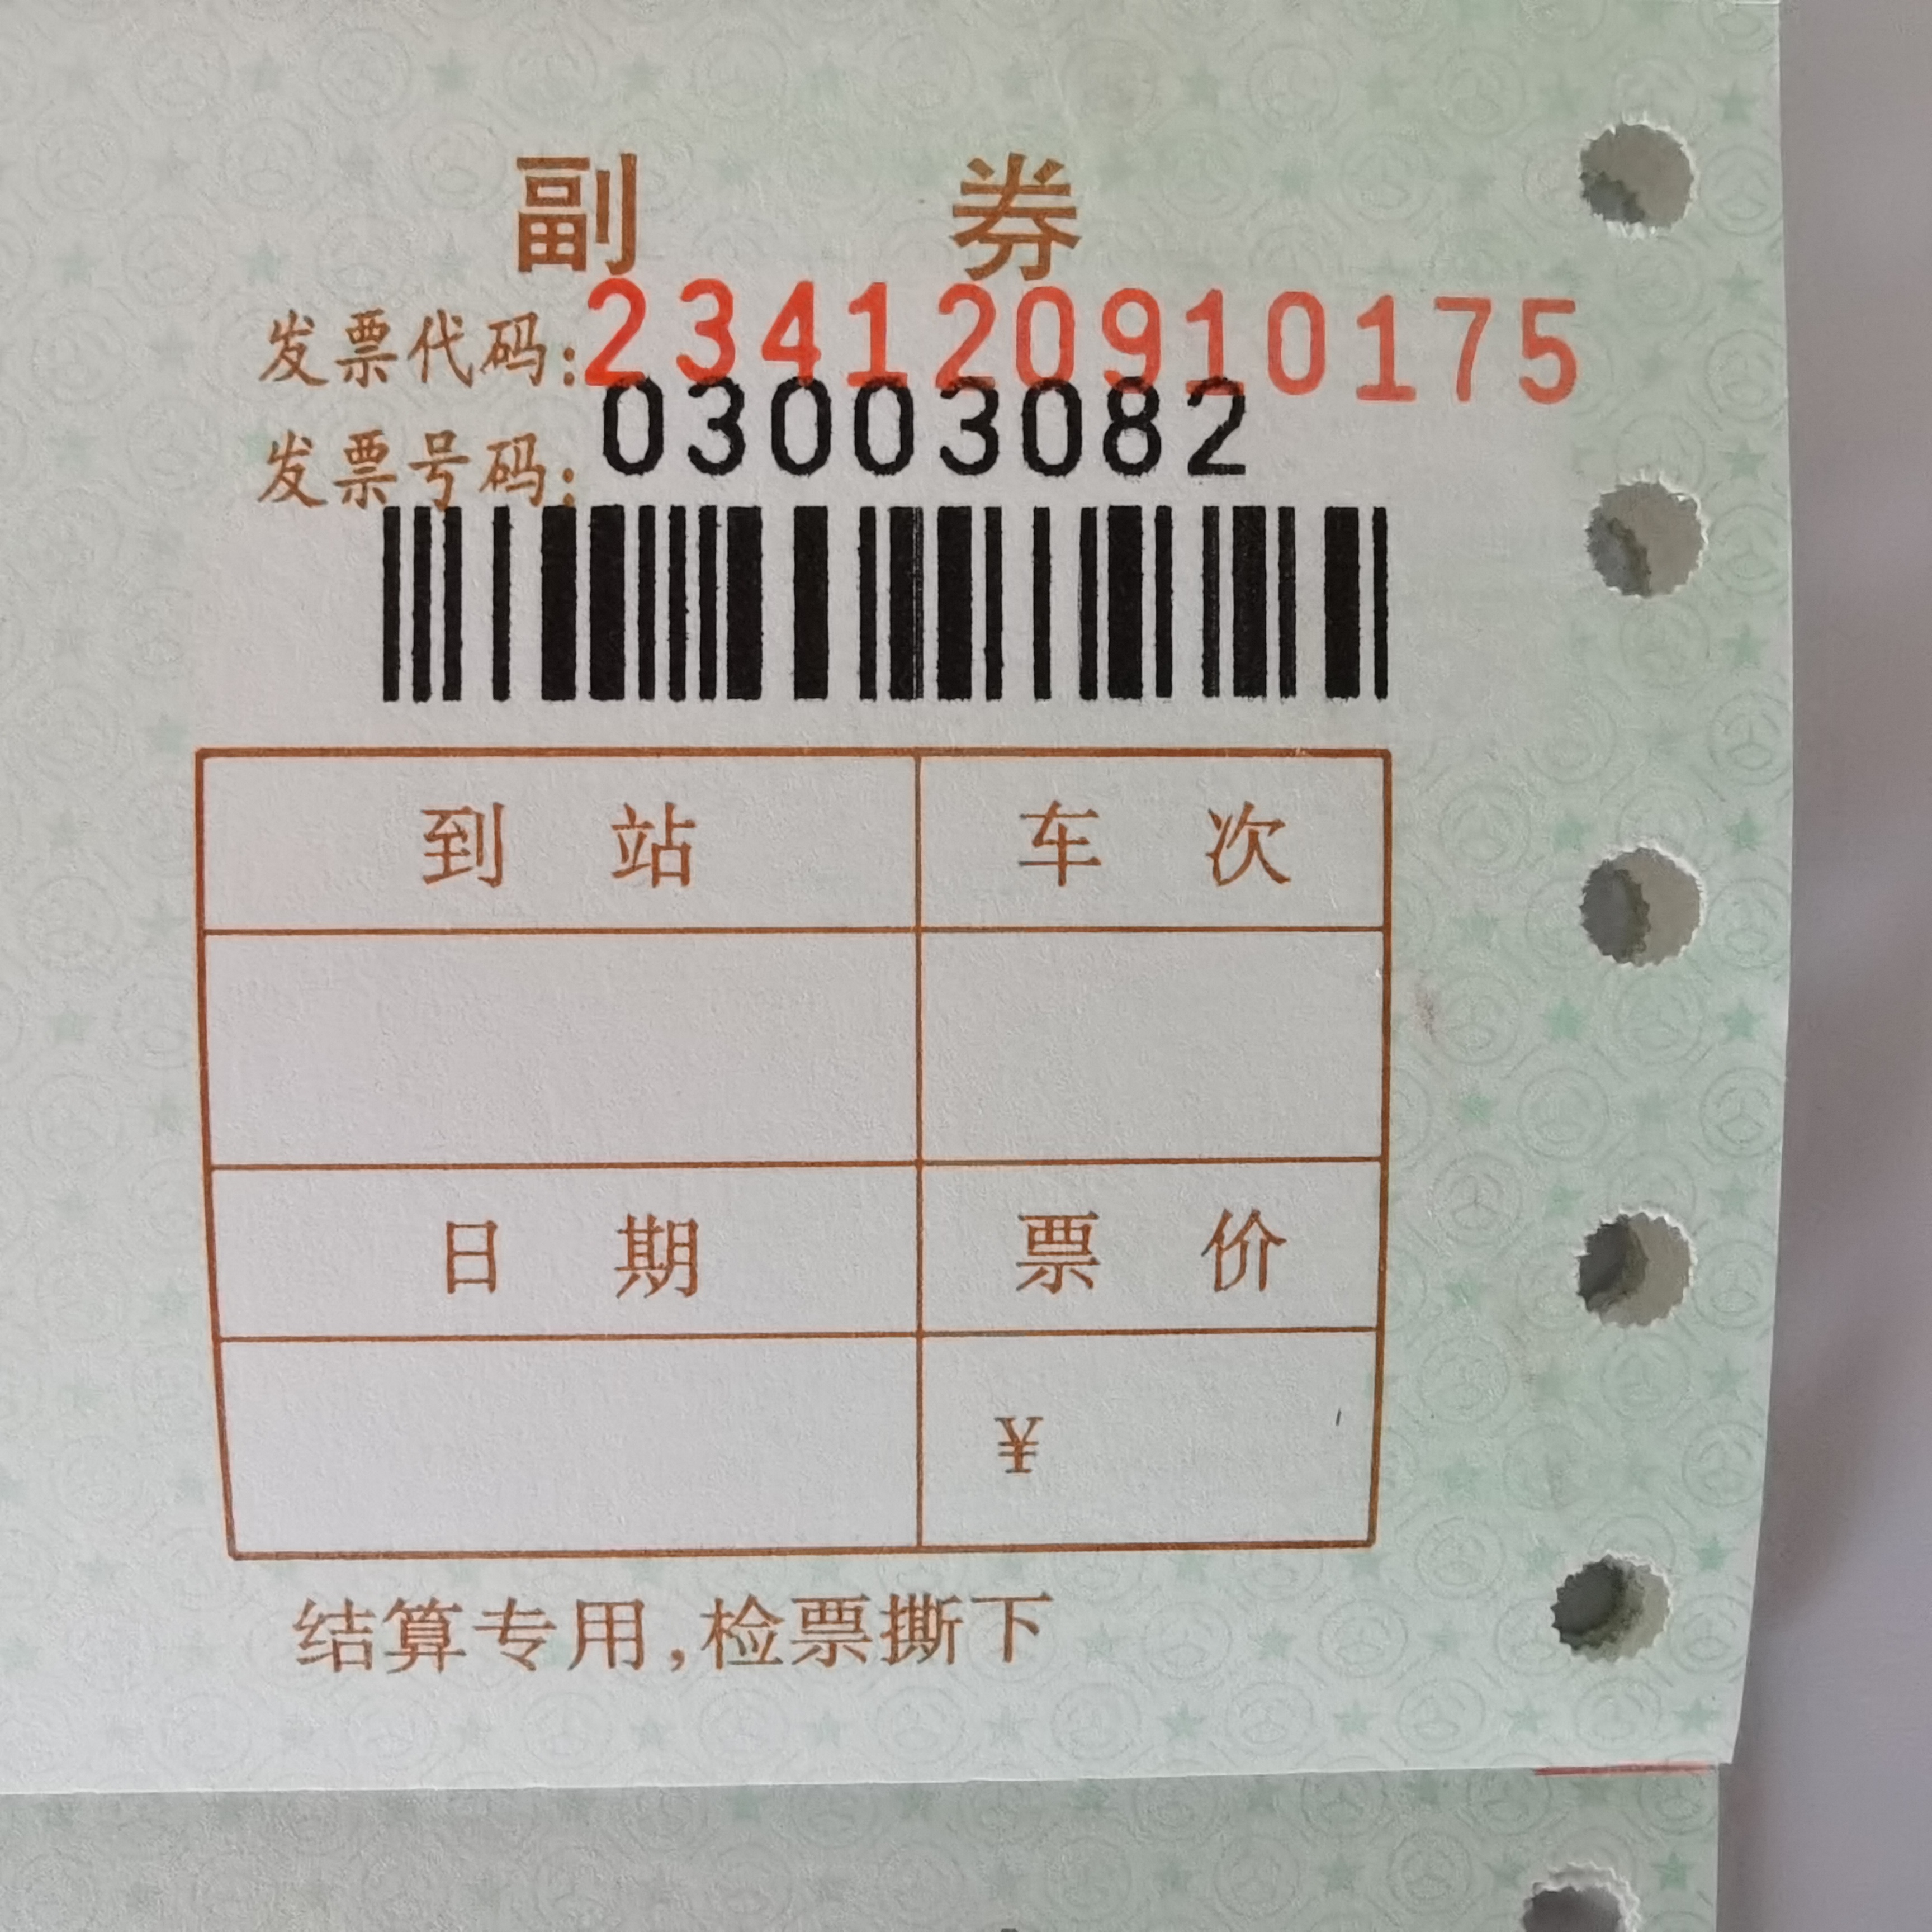 副 券
发票代码:234120910175
发票号码:03003082
到 站 车 次
日 期 票 价
¥
结算专用,检票撕下